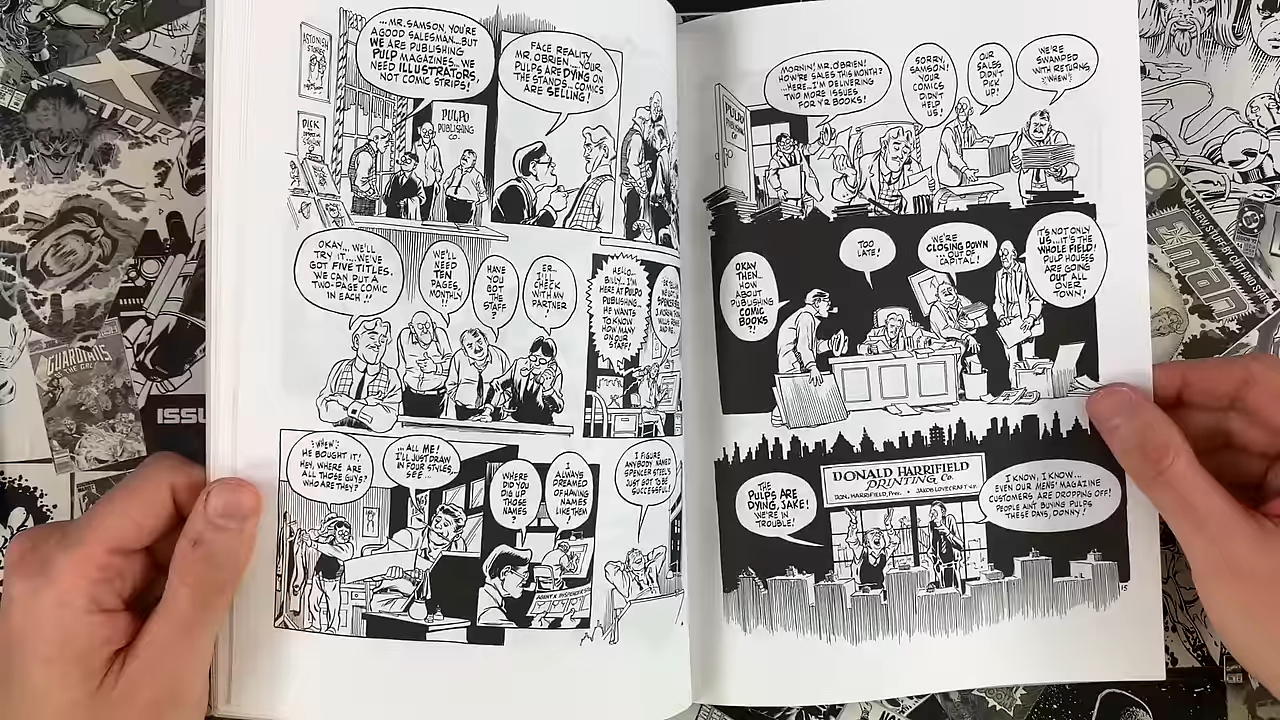 ASTONISH
STORIES
... MR. SAMSON, YOU'RE
A GOOD SALESMAN... BUT
WE ARE PUBLISHING
PULP MAGAZINES... WE
NEED ILLUSTRATORS,
NOT COMIC STRIPS!
PULPO
PUBLISHING
CO.
FACE REALITY
MR. O'BRIEN! ... YOUR
PULPS ARE DYING ON
THE STANDS... COMICS
ARE SELLING!
OKAY... WE'LL
TRY IT... WE'VE
GOT FIVE TITLES.
WE CAN PUT A
TWO-PAGE COMIC
IN EACH!!
WE'LL
NEED
TEN
PAGES,
MONTHLY
!
HAVE
YOU
GOT
THE
STAFF
?
ER...
I'LL
CHECK
WITH MY
PARTNER
!
HELLO...
BILLY... I'M
HERE AT PULPO
PUBLISHING...
HE WANTS
TO KNOW
HOW MANY
ON OUR
STAFF!
"WHEW"!
HE BOUGHT IT!
HEY, WHERE ARE
ALL THOSE GUYS?
WHO ARE THEY?
... ALL ME!
I'LL JUST DRAW
IN FOUR STYLES,
SEE ...
WHERE
DID YOU
DIG UP
THOSE
NAMES
?
I
ALWAYS
DREAMED
OF HAVING
NAMES
LIKE THEM
!
I FIGURE
ANYBODY NAMED
SPENCER STEEL
JUST GOT TO BE
SUCCESSFUL!
PULPO
PUBLISHING
CO
MORNIN', MR. O'BRIEN!
HOW'RE SALES THIS MONTH?
...HERE... I'M DELIVERING
TWO MORE ISSUES
FOR YR BOOKS!
SORRY,
SAMSON!
YOUR
COMICS
DIDN'T
HELP
US!
OUR
SALES
DIDN'T
PICK
UP!
WE'RE
SWAMPED
WITH RETURNS,
"WHEW"!
OKAY
THEN...
HOW
ABOUT
PUBLISHING
COMIC
BOOKS
?!
TOO
LATE!
WE'RE
CLOSING DOWN
... OUT OF
CAPITAL!
IT'S NOT ONLY
US... IT'S THE
WHOLE FIELD!
PULP HOUSES
ARE GOING
OUT ALL
OVER
TOWN!
THE
PULPS ARE
DYING, JAKE!
WE'RE IN
TROUBLE!
DONALD HARRIFIELD
PRINTING Co.
DON. HARRIFIELD, Pres. • JAKOB LOVECRAFT V.P.
I KNOW, I KNOW...
EVEN OUR MENS' MAGAZINE
CUSTOMERS ARE DROPPING OFF!
PEOPLE AINT BUYING PULPS
THESE DAYS, DONNY!
15
GUARDIANS
ISSU